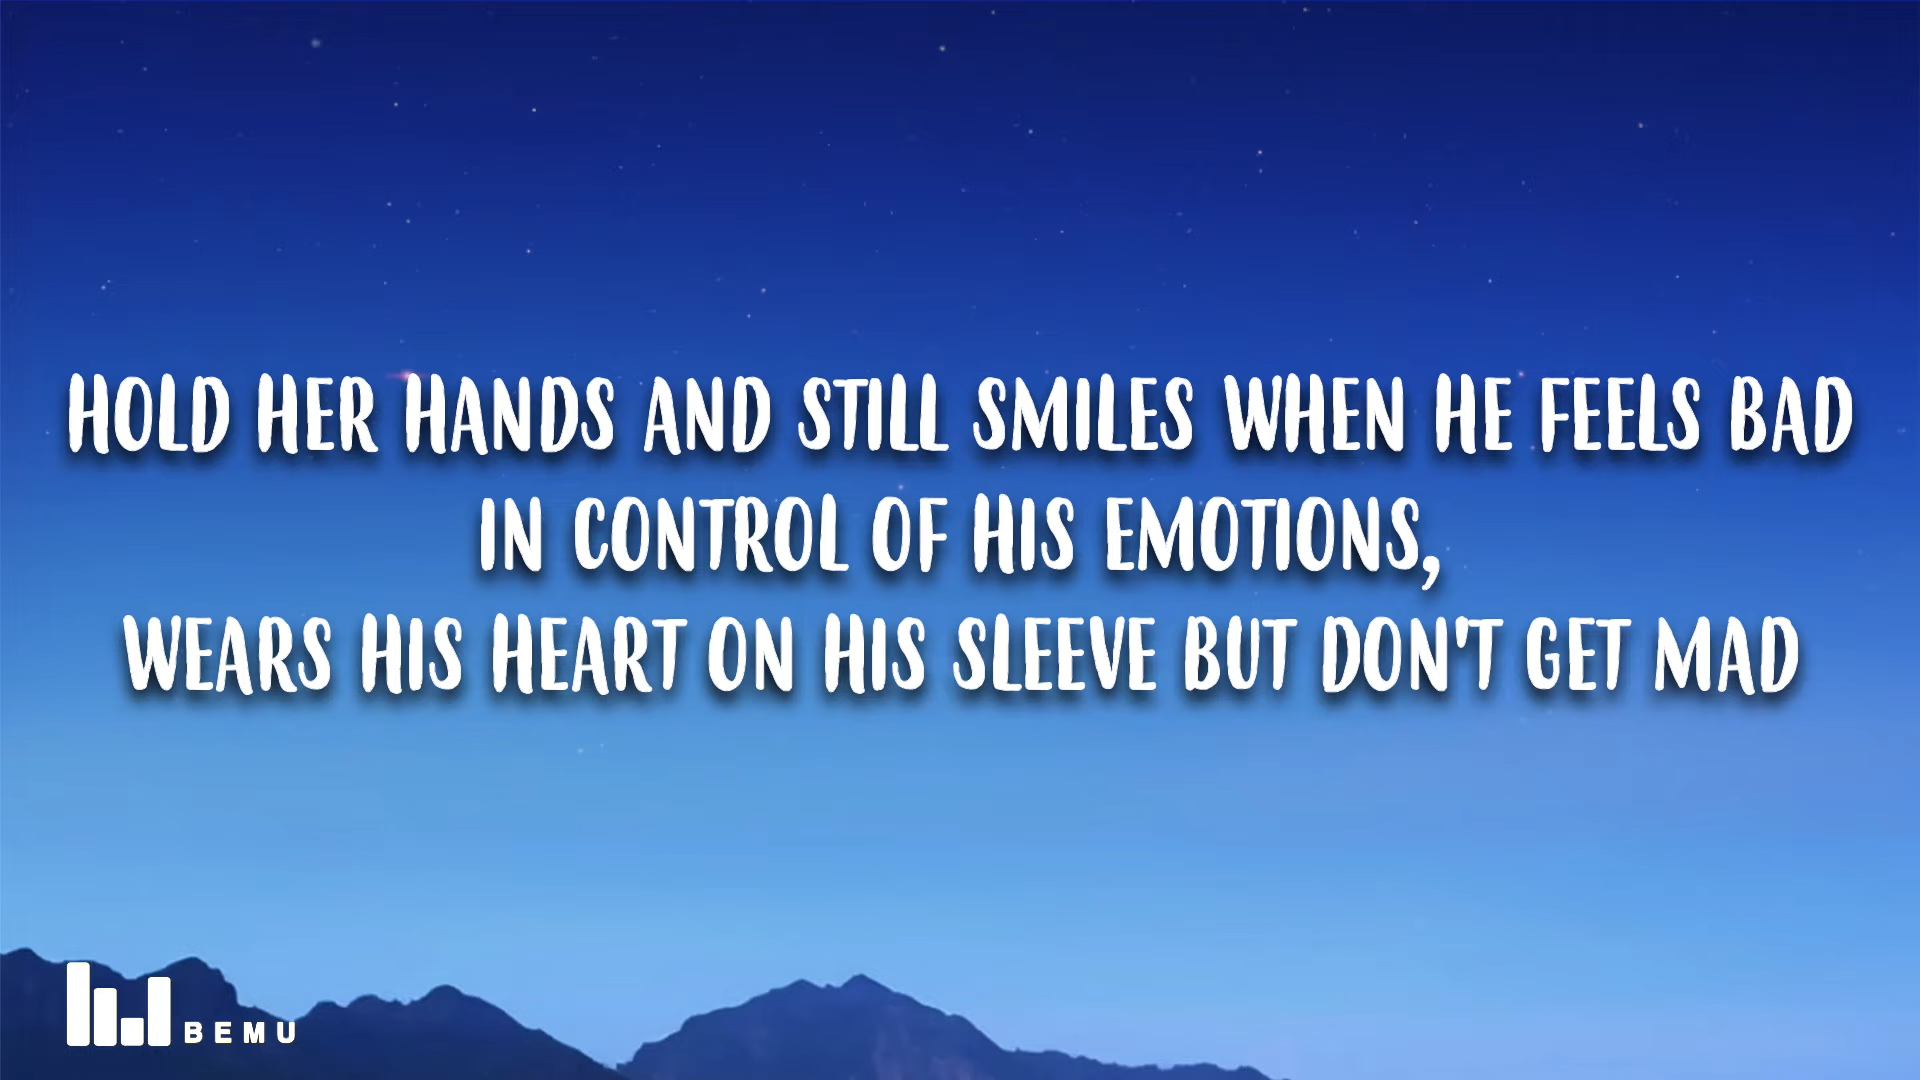 HOLD HER HANDS AND STILL SMILES WHEN HE FEELS BAD
IN CONTROL OF HIS EMOTIONS,
WEARS HIS HEART ON HIS SLEEVE BUT DON'T GET MAD
BEMU